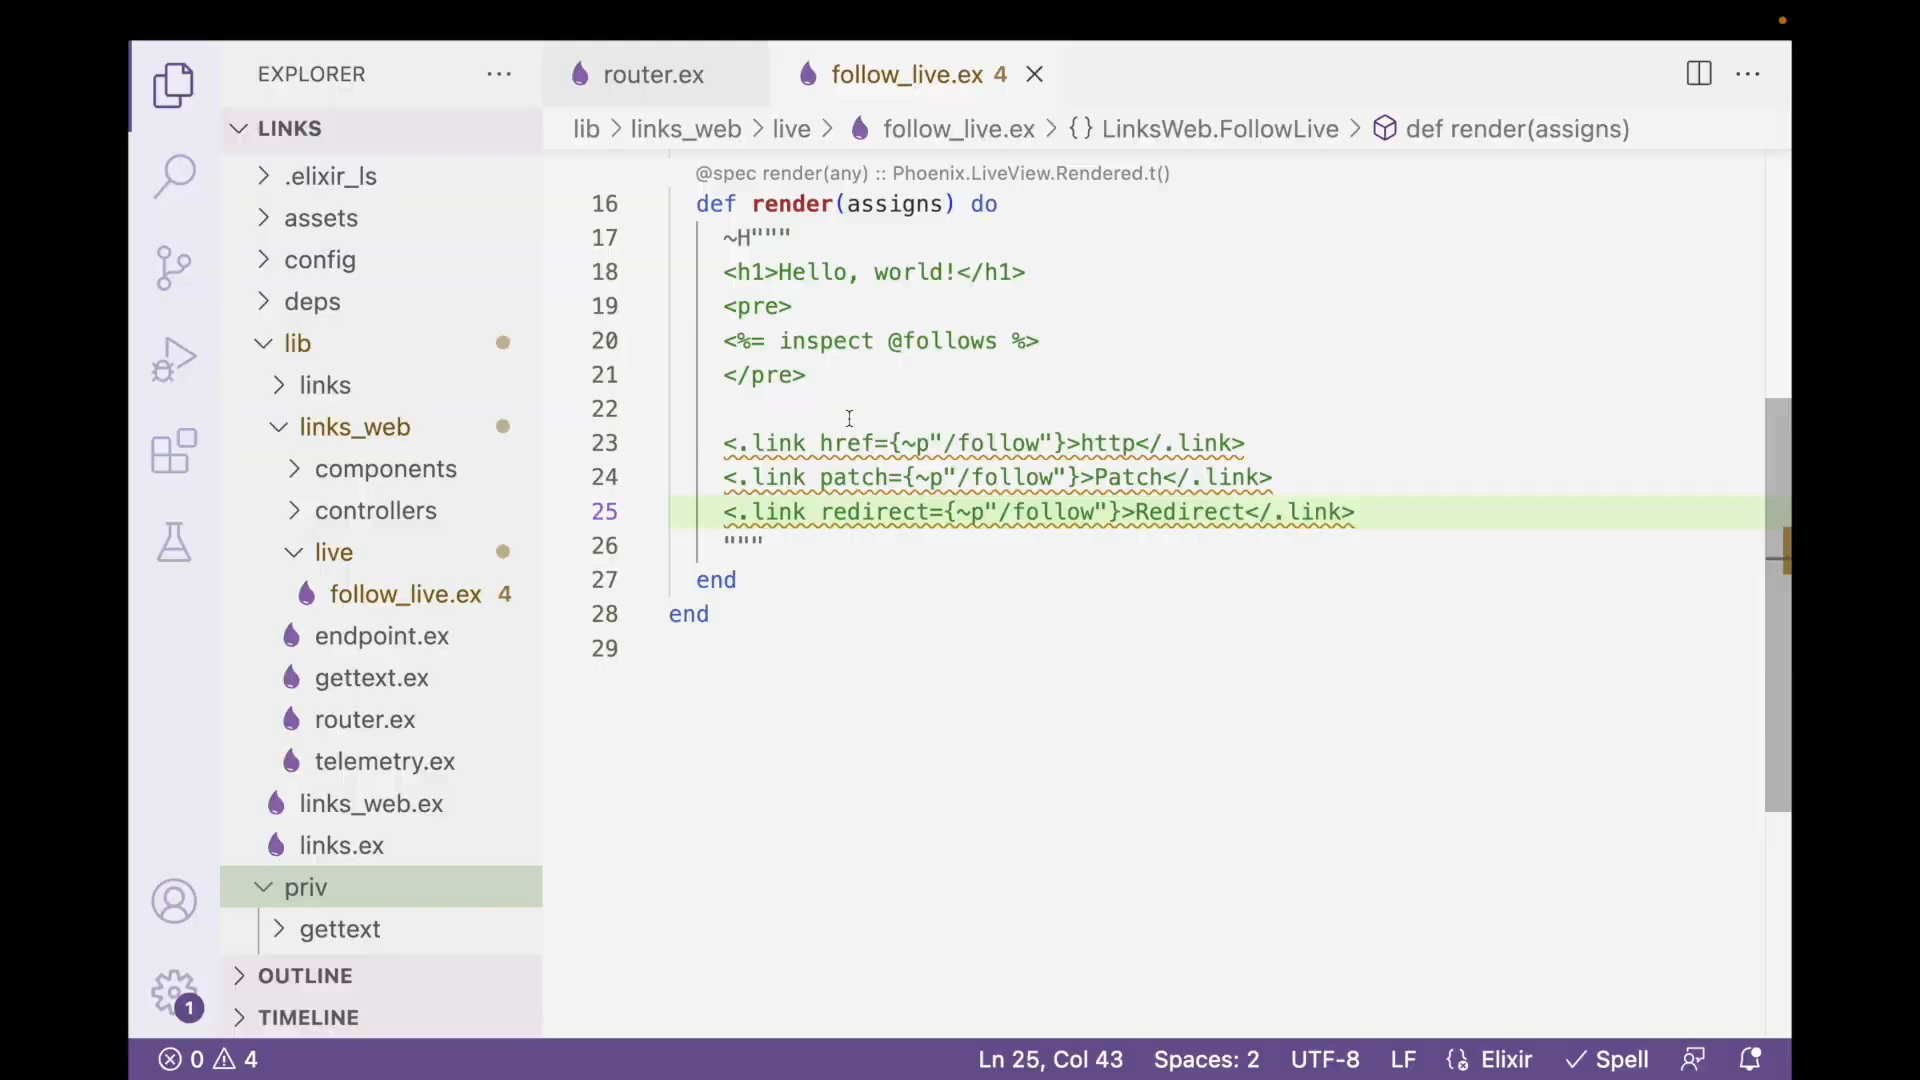 EXPLORER
LINKS
.elixir_ls
assets
config
deps
lib
links
links_web
components
controllers
live
follow_live.ex 4
endpoint.ex
gettext.ex
router.ex
telemetry.ex
links_web.ex
links.ex
priv
gettext
OUTLINE
TIMELINE
1
router.ex
follow_live.ex 4
lib > links_web > live > follow_live.ex > {} LinksWeb.FollowLive > def render(assigns)
@spec render(any) :: Phoenix.LiveView.Rendered.t()
16 def render(assigns) do
17 ~H"""
18 <h1>Hello, world!</h1>
19 <pre>
20 <%= inspect @follows %>
21 </pre>
22
23 <.link href={~p"/follow"}>http</.link>
24 <.link patch={~p"/follow"}>Patch</.link>
25 <.link redirect={~p"/follow"}>Redirect</.link>
26 """
27 end
28 end
29
0 4 Ln 25, Col 43 Spaces: 2 UTF-8 LF Elixir Spell